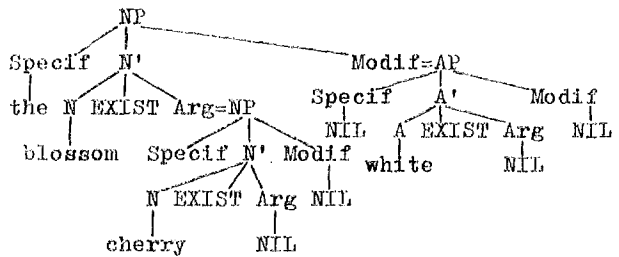 NP
Specif N' Modif=AP
the N EXIST Arg=NP Specif A' Modif
blossom Specif N' Modif NIL A EXIST Arg NIL
white NIL
N EXIST Arg NIL
cherry NIL